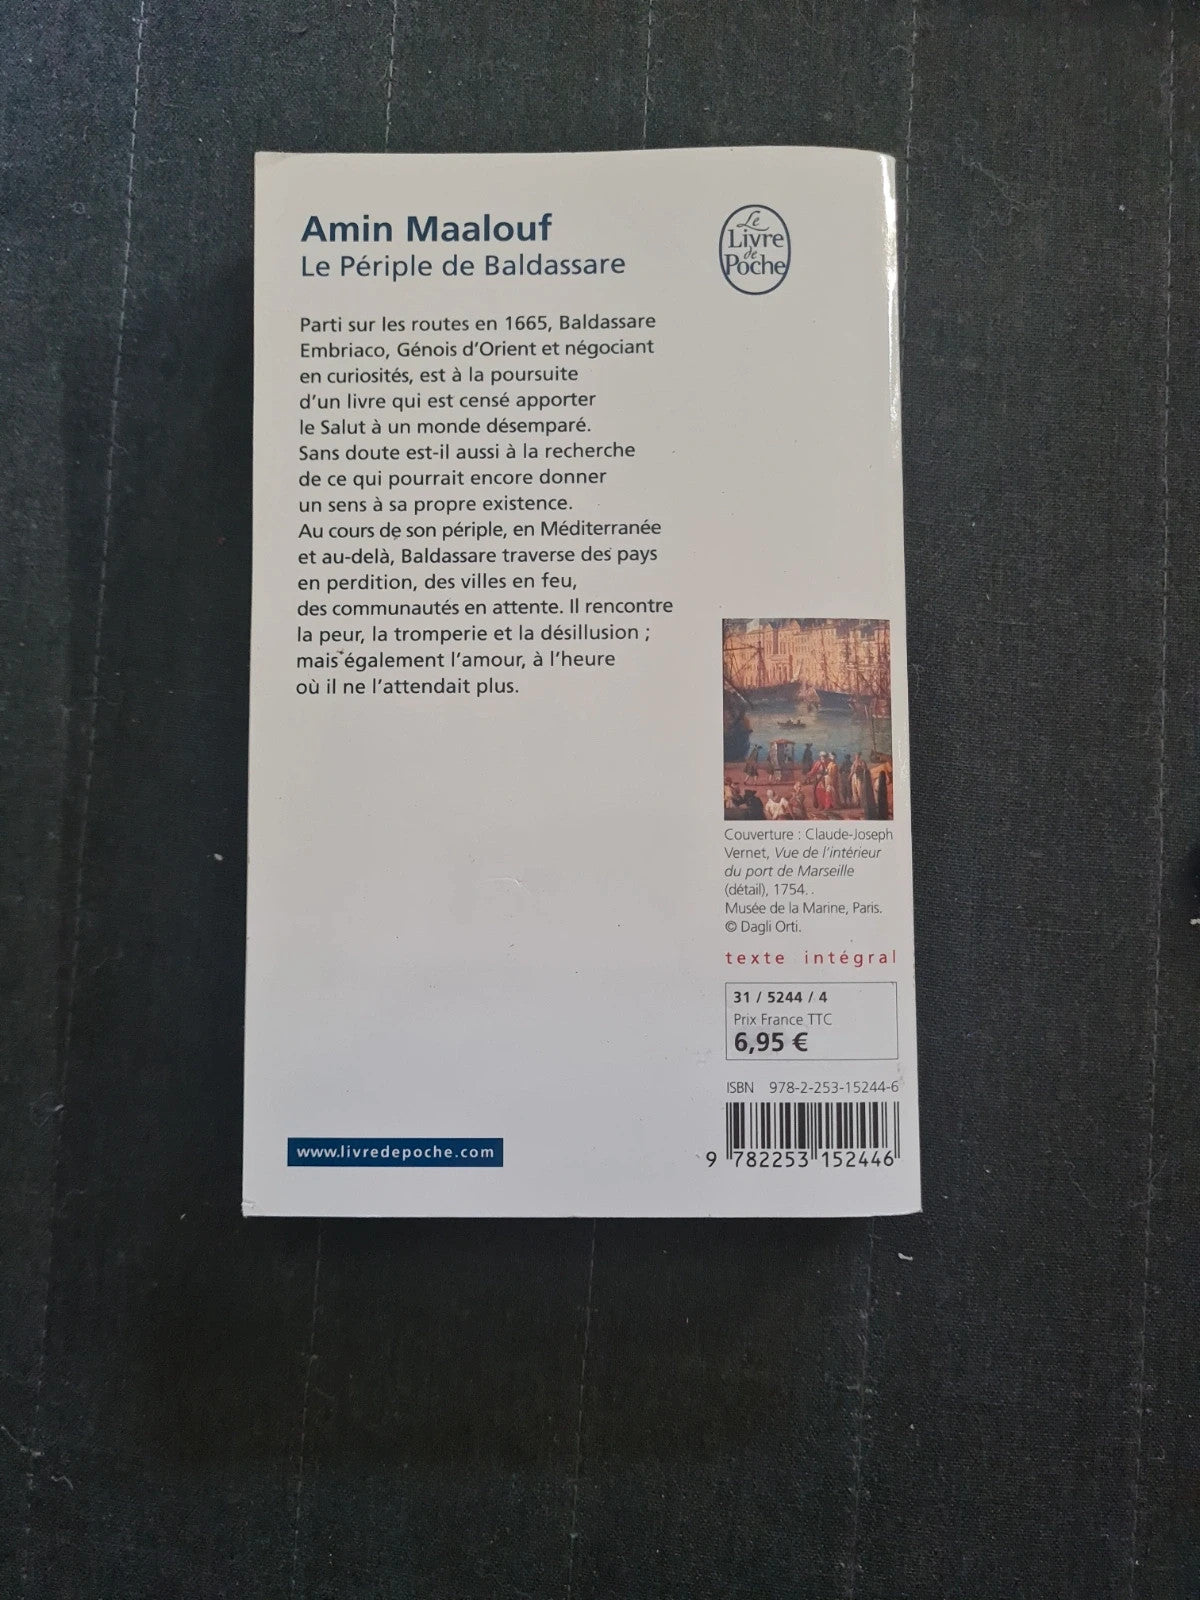 Amin Maalouf
Le Périple de Baldassare
Le
Livre
de
Poche
Parti sur les routes en 1665, Baldassare
Embriaco, Génois d'Orient et négociant
en curiosités, est à la poursuite
d'un livre qui est censé apporter
le Salut à un monde désemparé.
Sans doute est-il aussi à la recherche
de ce qui pourrait encore donner
un sens à sa propre existence.
Au cours de son périple, en Méditerranée
et au-delà, Baldassare traverse des pays
en perdition, des villes en feu,
des communautés en attente. Il rencontre
la peur, la tromperie et la désillusion ;
mais également l'amour, à l'heure
où il ne l'attendait plus.
Couverture : Claude-Joseph
Vernet, Vue de l'intérieur
du port de Marseille
(détail), 1754. .
Musée de la Marine, Paris.
© Dagli Orti.
texte intégral
31 / 5244 / 4
Prix France TTC
6,95 €
ISBN 978-2-253-15244-6
9 782253 152446
www.livredepoche.com